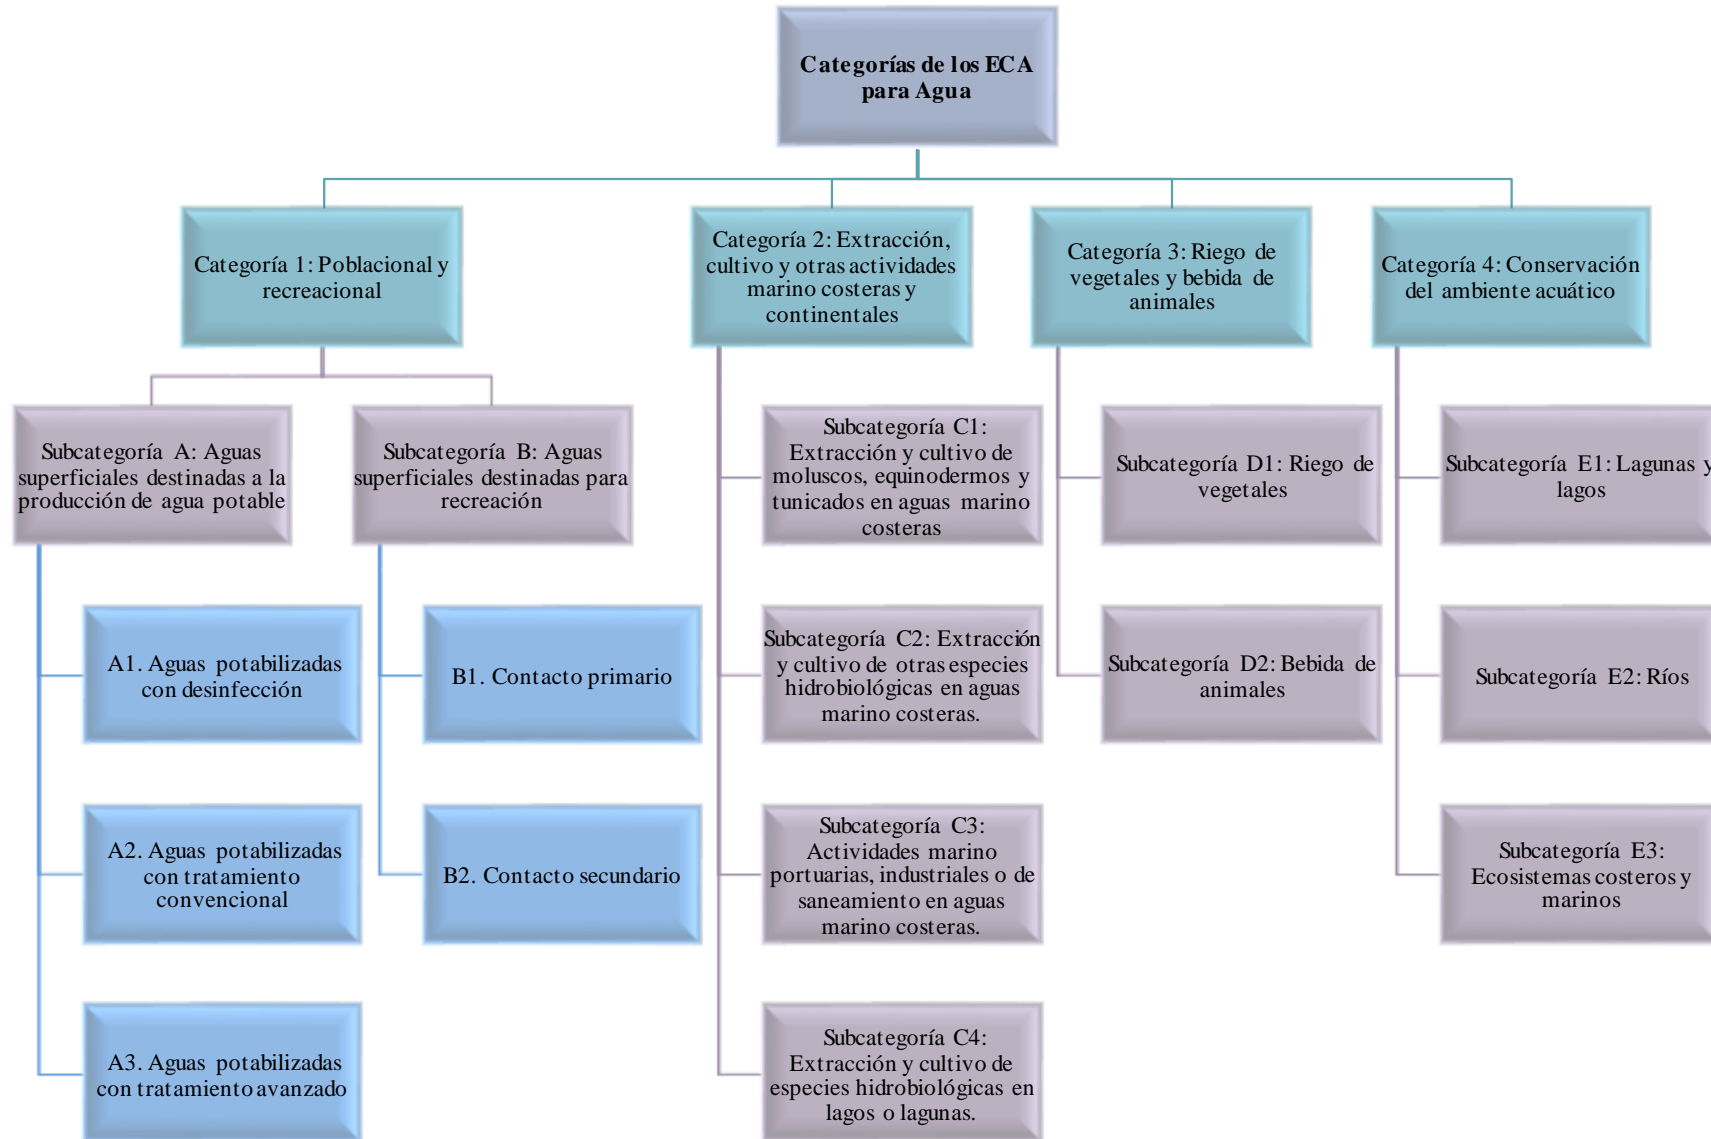 Categorías de los ECA
para Agua
Categoría 1: Poblacional y
recreacional
Categoría 2: Extracción,
cultivo y otras actividades
marino costeras y
continentales
Categoría 3: Riego de
vegetales y bebida de
animales
Categoría 4: Conservación
del ambiente acuático
Subcategoría A: Aguas
superficiales destinadas a la
producción de agua potable
Subcategoría B: Aguas
superficiales destinadas para
recreación
Subcategoría C1:
Extracción y cultivo de
moluscos, equinodermos y
tunicados en aguas marino
costeras
Subcategoría D1: Riego de
vegetales
Subcategoría E1: Lagunas y
lagos
A1. Aguas potabilizadas
con desinfección
B1. Contacto primario
Subcategoría C2: Extracción
y cultivo de otras especies
hidrobiológicas en aguas
marino costeras.
Subcategoría D2: Bebida de
animales
Subcategoría E2: Ríos
A2. Aguas potabilizadas
con tratamiento
convencional
B2. Contacto secundario
Subcategoría C3:
Actividades marino
portuarias, industriales o de
saneamiento en aguas
marino costeras.
Subcategoría E3:
Ecosistemas costeros y
marinos
A3. Aguas potabilizadas
con tratamiento avanzado
Subcategoría C4:
Extracción y cultivo de
especies hidrobiológicas en
lagos o lagunas.